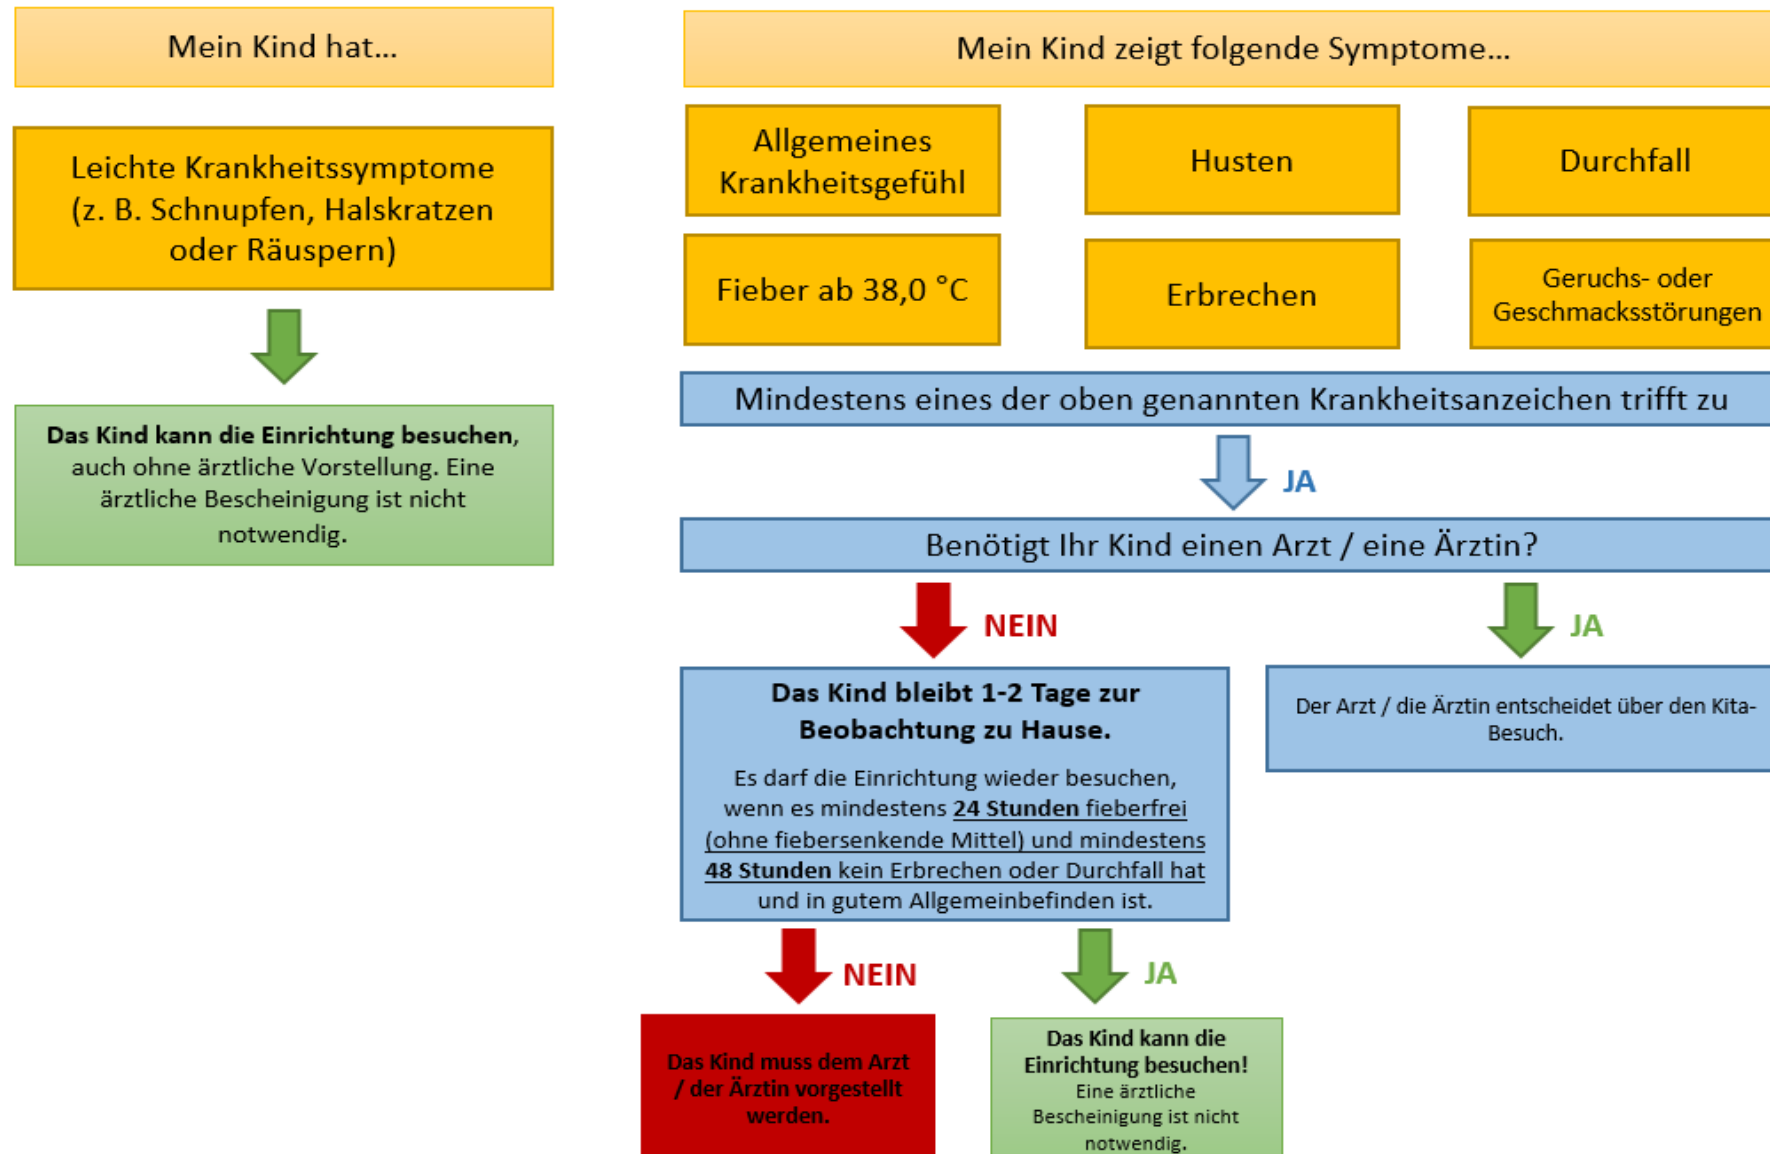 Mein Kind hat...
Leichte Krankheitssymptome
(z. B. Schnupfen, Halskratzen
oder Räuspern)
Das Kind kann die Einrichtung besuchen,
auch ohne ärztliche Vorstellung. Eine
ärztliche Bescheinigung ist nicht
notwendig.
Mein Kind zeigt folgende Symptome...
Allgemeines
Krankheitsgefühl
Husten
Durchfall
Fieber ab 38,0 °C
Erbrechen
Geruchs- oder
Geschmacksstörungen
Mindestens eines der oben genannten Krankheitsanzeichen trifft zu
JA
Benötigt Ihr Kind einen Arzt / eine Ärztin?
NEIN
JA
Das Kind bleibt 1-2 Tage zur
Beobachtung zu Hause.
Es darf die Einrichtung wieder besuchen,
wenn es mindestens 24 Stunden fieberfrei
(ohne fiebersenkende Mittel) und mindestens
48 Stunden kein Erbrechen oder Durchfall hat
und in gutem Allgemeinbefinden ist.
Der Arzt / die Ärztin entscheidet über den Kita-
Besuch.
NEIN
JA
Das Kind muss dem Arzt
/ der Ärztin vorgestellt
werden.
Das Kind kann die
Einrichtung besuchen!
Eine ärztliche
Bescheinigung ist nicht
notwendig.